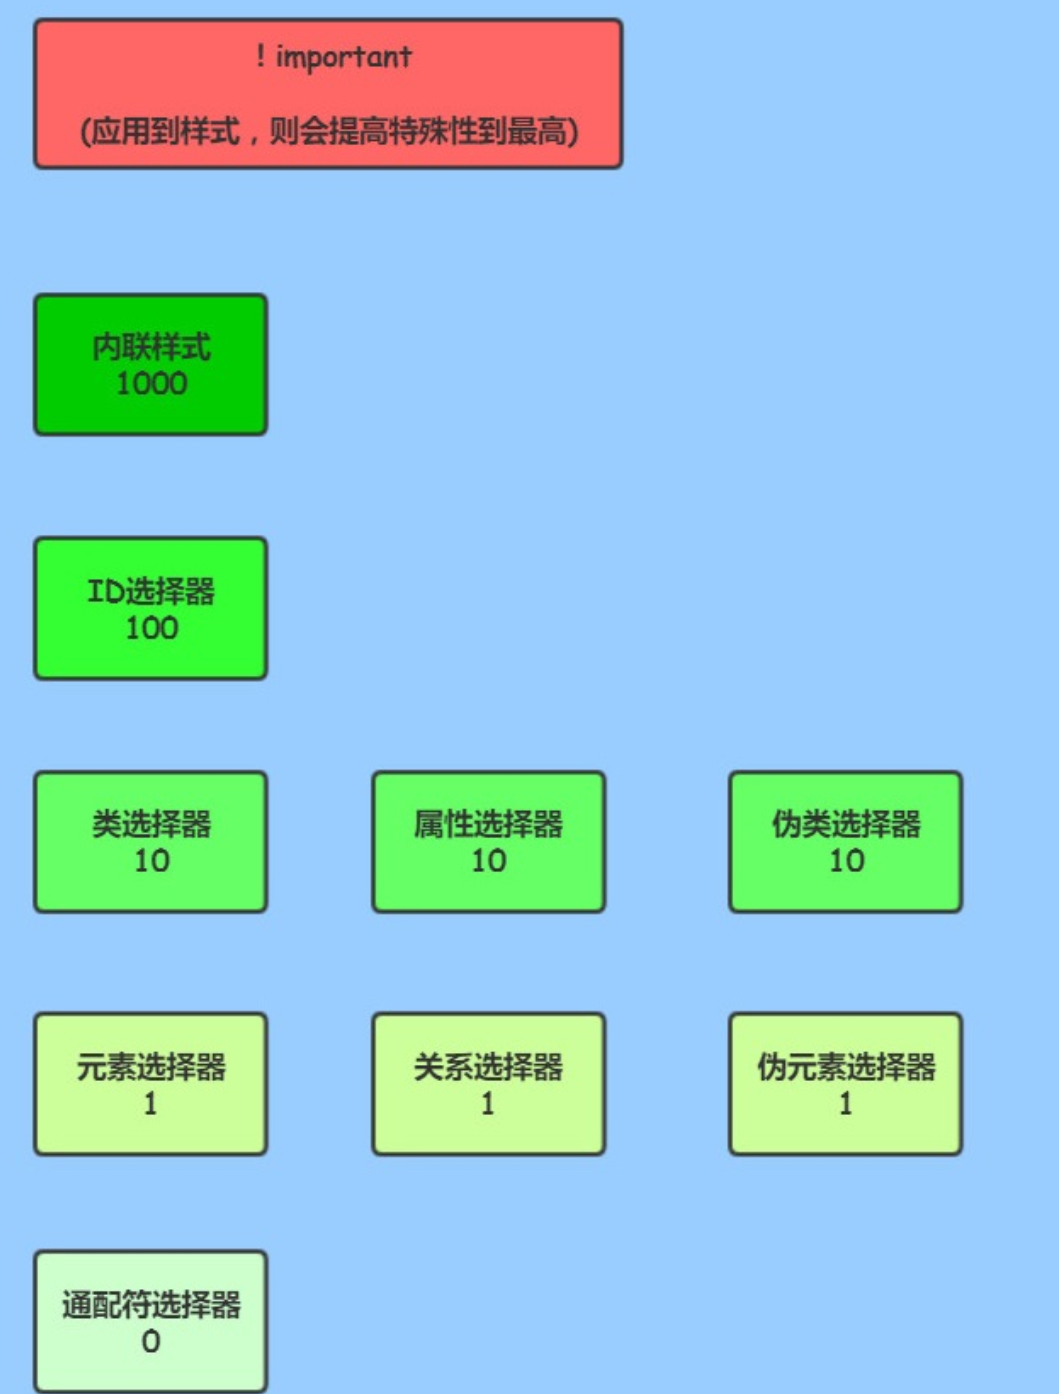 ！important
(应用到样式，则会提高特殊性到最高)
内联样式
1000
ID选择器
100
类选择器
10
属性选择器
10
伪类选择器
10
元素选择器
1
关系选择器
1
伪元素选择器
1
通配符选择器
0